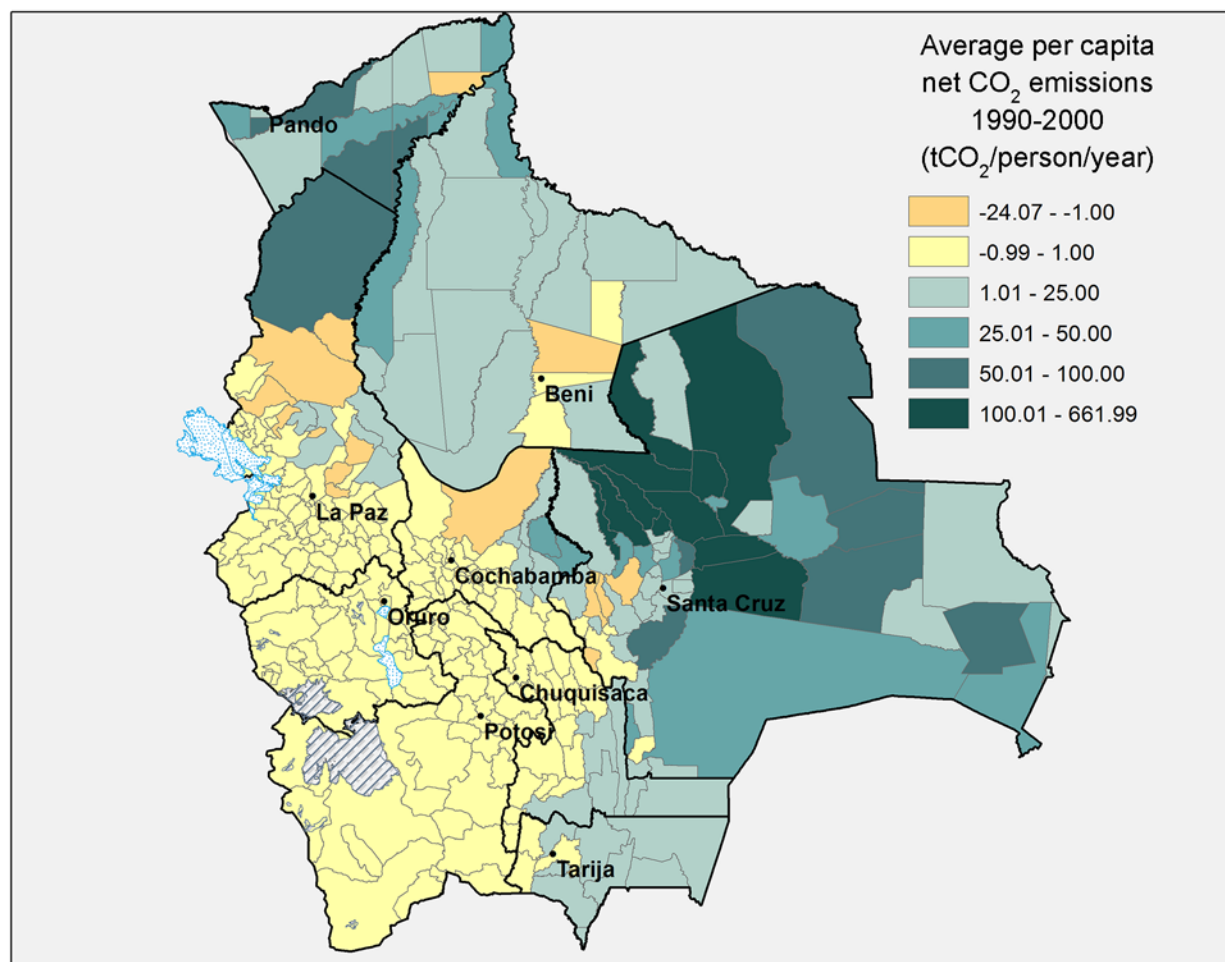 Average per capita
net CO₂ emissions
1990-2000
(tCO₂/person/year)
-24.07 - -1.00
-0.99 - 1.00
1.01 - 25.00
25.01 - 50.00
50.01 - 100.00
100.01 - 661.99
Pando
Beni
La Paz
Cochabamba
Santa Cruz
Oruro
Chuquisaca
Potosi
Tarija